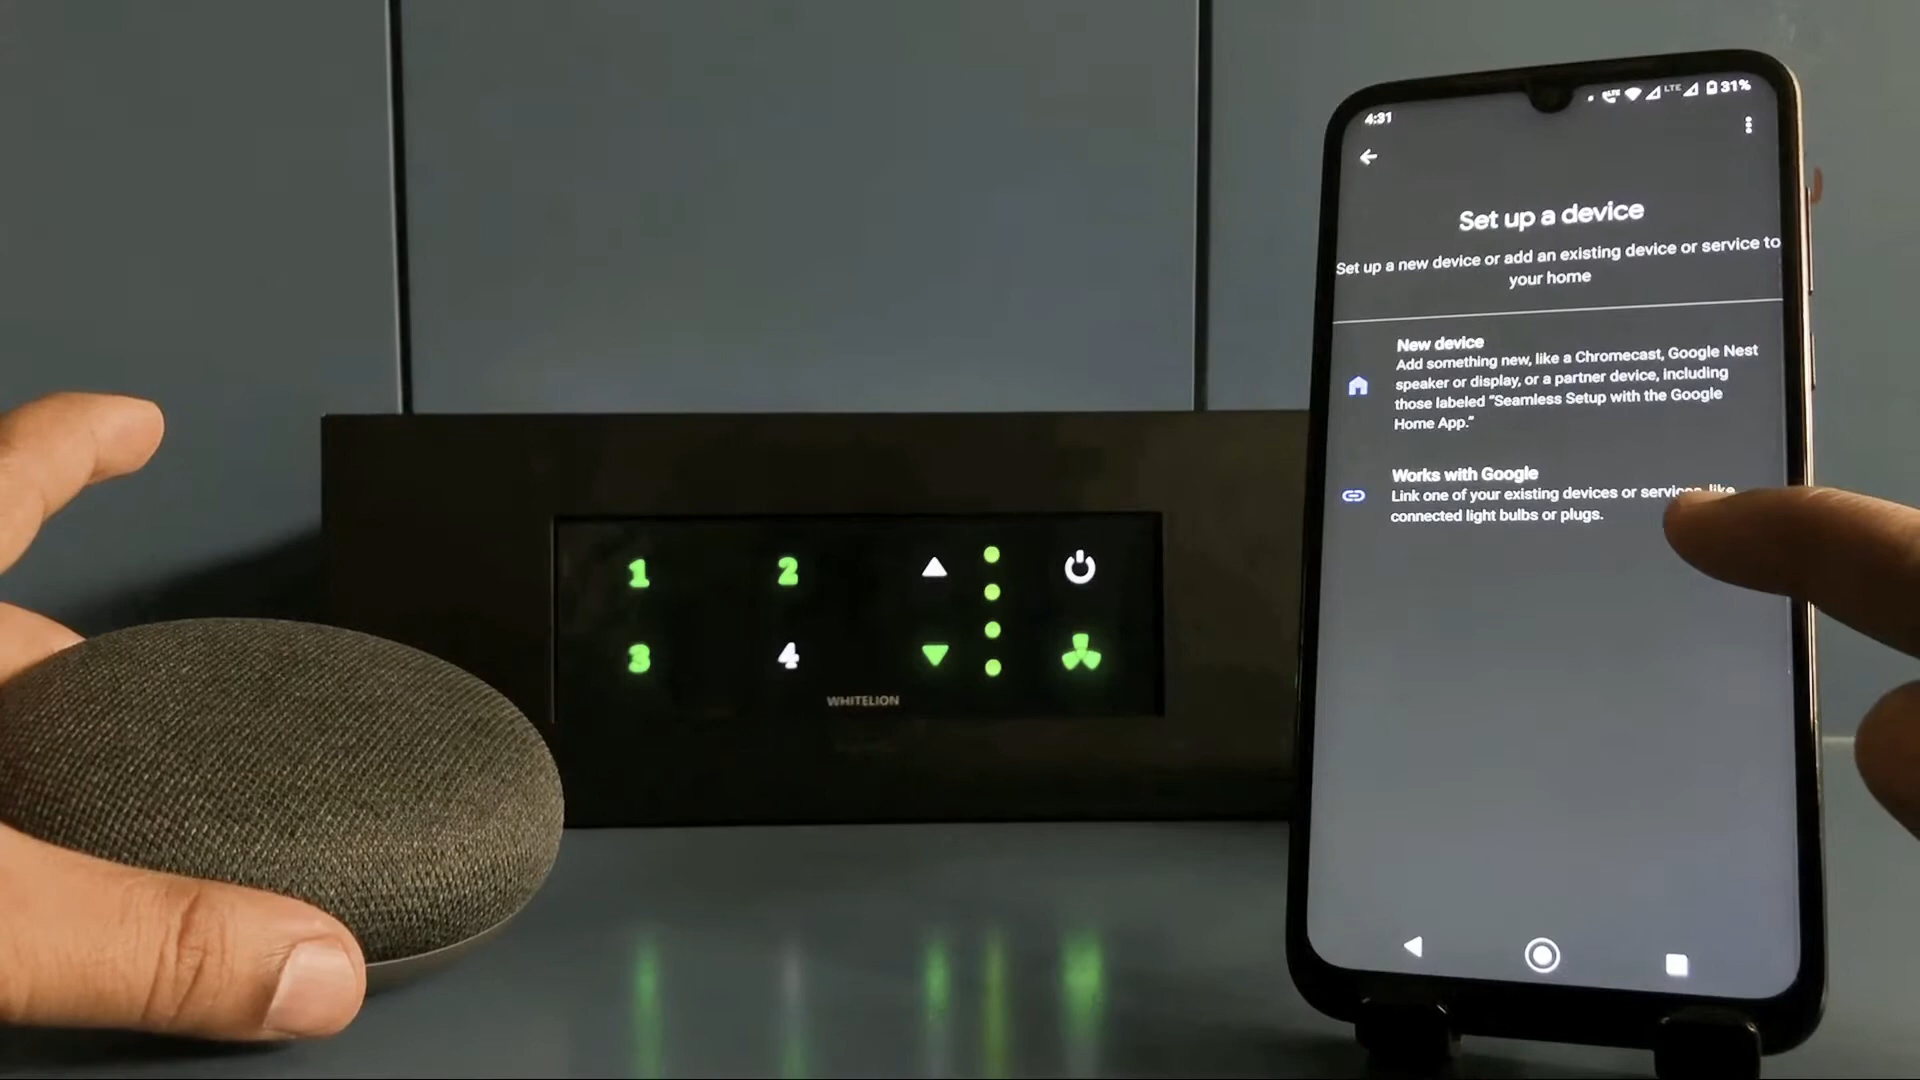 4:31
LTE 31%
Set up a device
Set up a new device or add an existing device or service to
your home
New device
Add something new, like a Chromecast, Google Nest
speaker or display, or a partner device, including
those labeled “Seamless Setup with the Google
Home App.”
Works with Google
Link one of your existing devices or services, like
connected light bulbs or plugs.
1 2
3 4
WHITELION